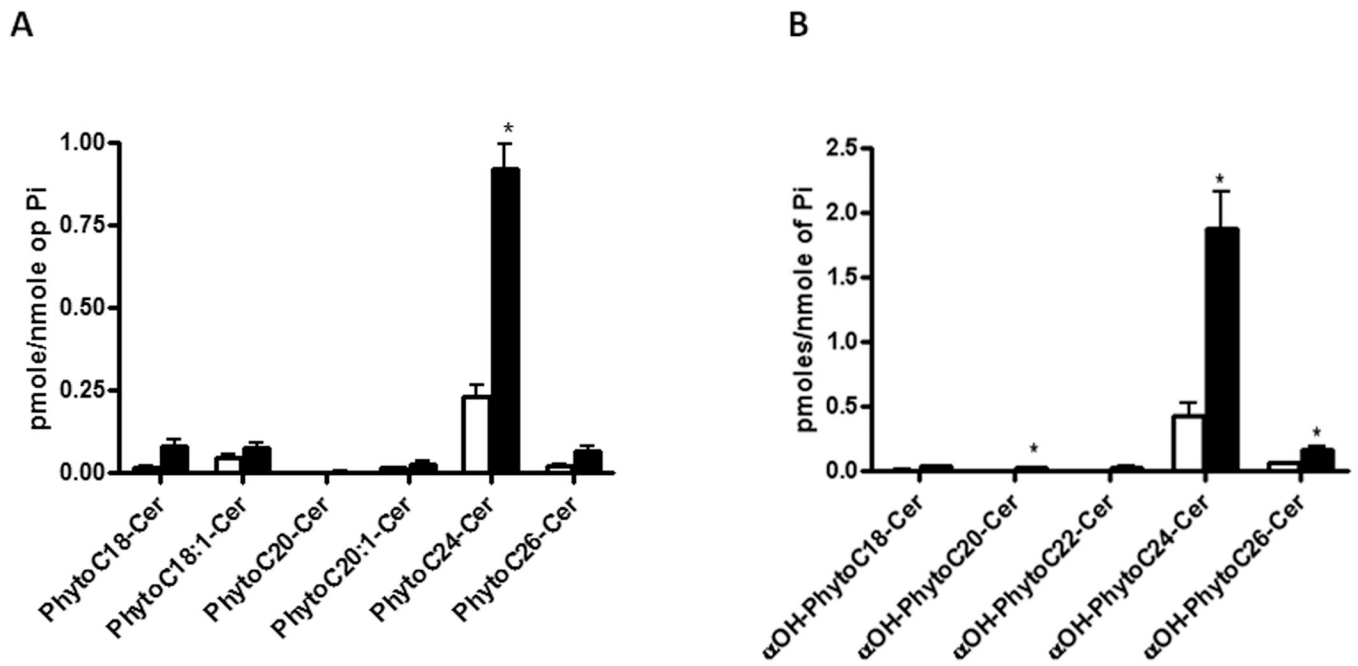 A
pmole/nmole op Pi
1.00
0.75
0.50
0.25
0.00
*
PhytoC18-Cer
PhytoC18:1-Cer
PhytoC20-Cer
PhytoC20:1-Cer
PhytoC24-Cer
PhytoC26-Cer
B
pmoles/nmole of Pi
2.5
2.0
1.5
1.0
0.5
0.0
*
*
*
αOH-PhytoC18-Cer
αOH-PhytoC20-Cer
αOH-PhytoC22-Cer
αOH-PhytoC24-Cer
αOH-PhytoC26-Cer